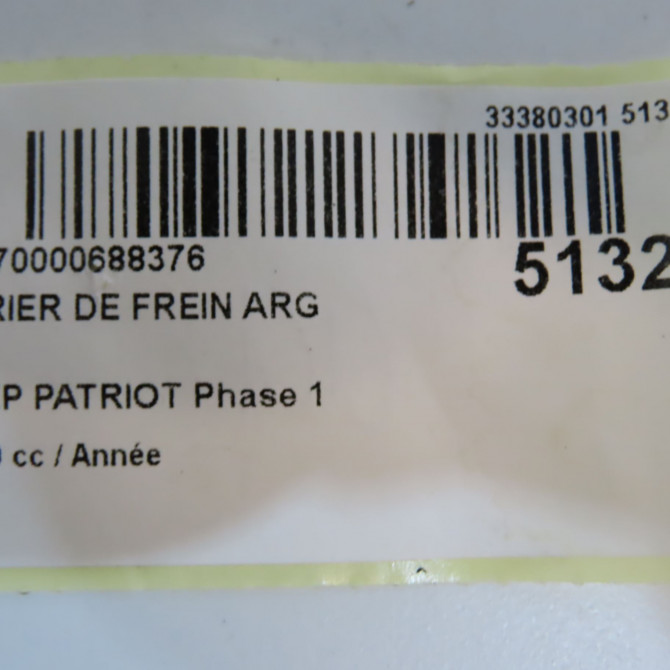 33380301 513
70000688376
5132
RIER DE FREIN ARG
P PATRIOT Phase 1
cc / Année